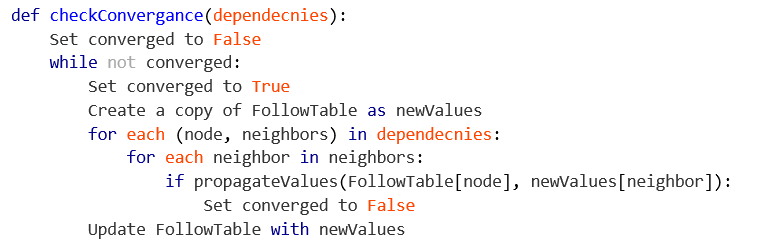 def checkConvergance(dependecnies):
    Set converged to False
    while not converged:
        Set converged to True
        Create a copy of FollowTable as newValues
        for each (node, neighbors) in dependecnies:
            for each neighbor in neighbors:
                if propagateValues(FollowTable[node], newValues[neighbor]):
                    Set converged to False
        Update FollowTable with newValues